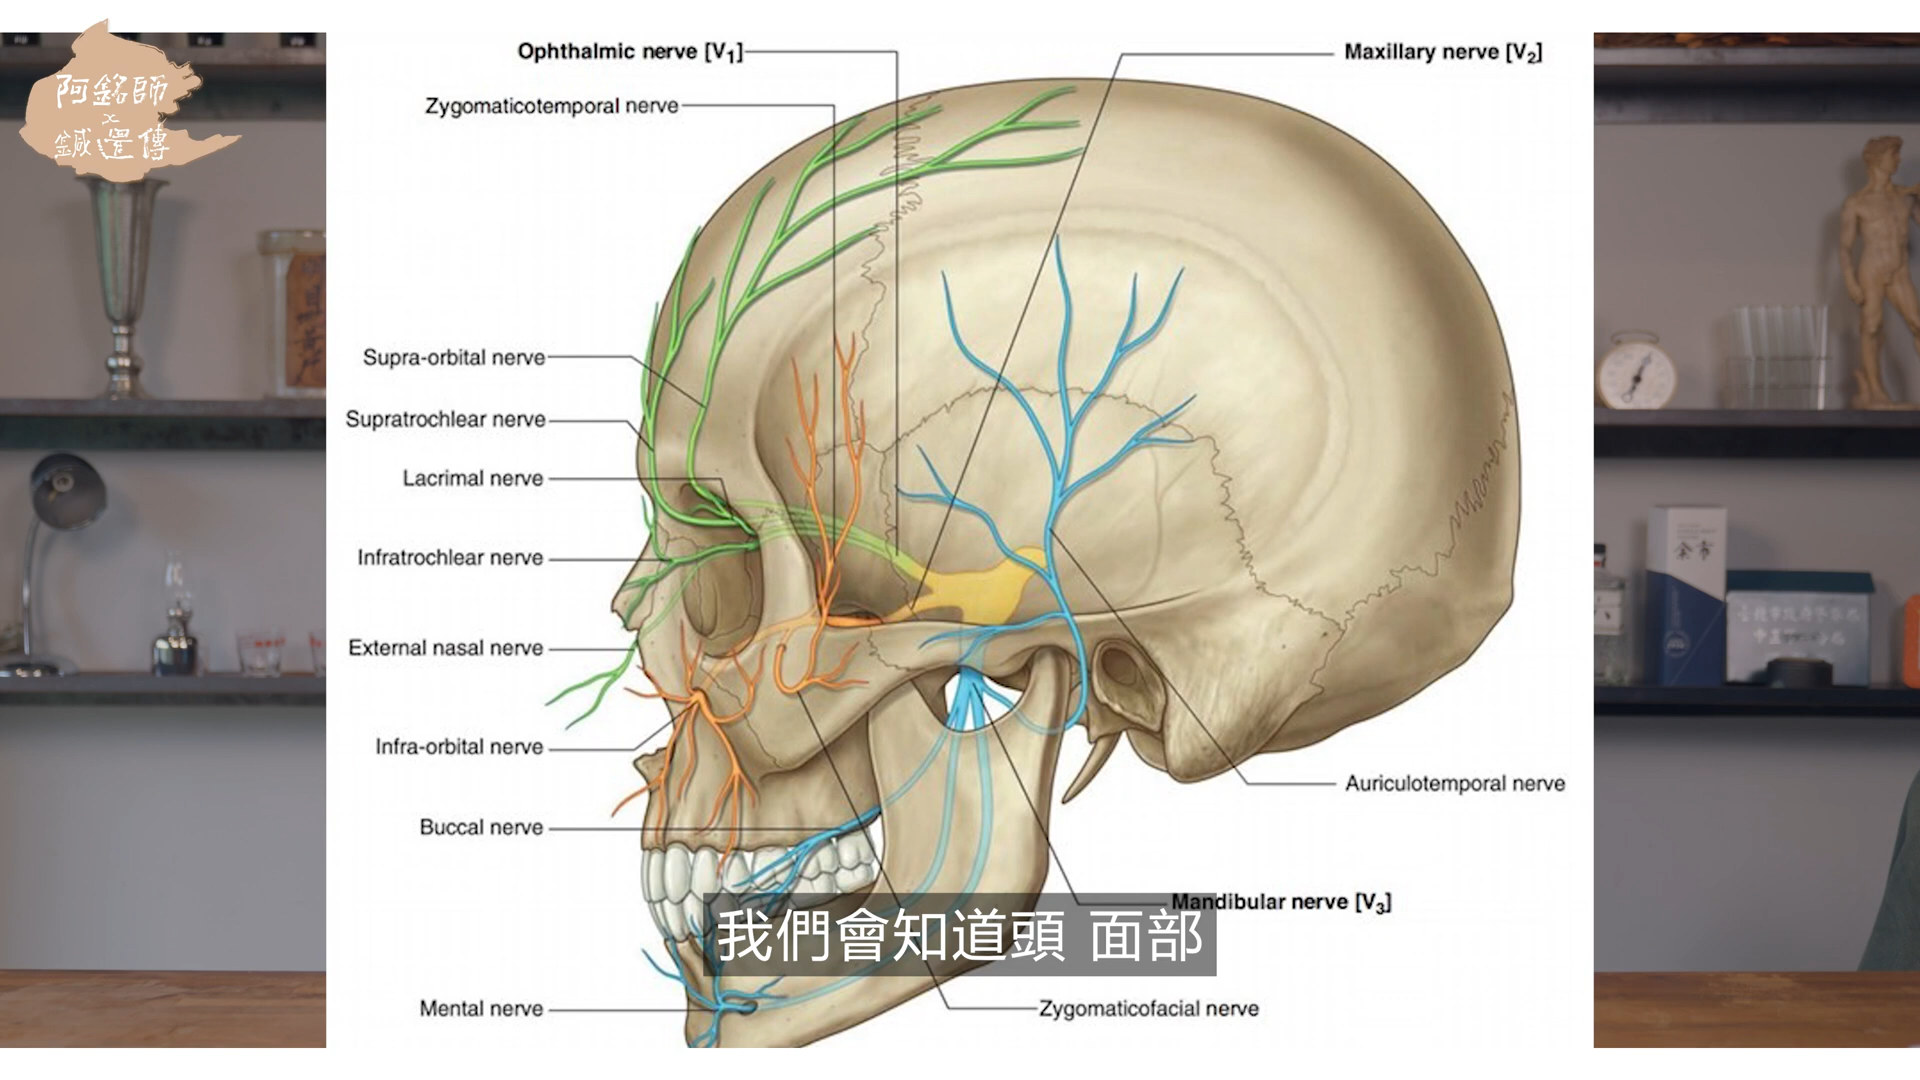 阿銘師
x
鍼遝傳
Ophthalmic nerve [V1]
Maxillary nerve [V2]
Zygomaticotemporal nerve
Supra-orbital nerve
Supratrochlear nerve
Lacrimal nerve
Infratrochlear nerve
External nasal nerve
Infra-orbital nerve
Auriculotemporal nerve
Buccal nerve
Mandibular nerve [V3]
我們會知道頭 面部
Mental nerve
Zygomaticofacial nerve